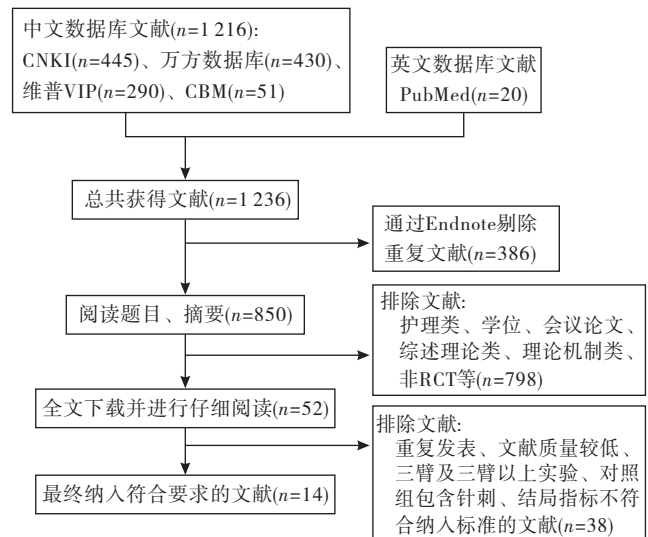 中文数据库文献(n=1 216):
CNKI(n=445)、万方数据库(n=430)、
维普VIP(n=290)、CBM(n=51)
英文数据库文献
PubMed(n=20)
总共获得文献(n=1 236)
通过Endnote剔除
重复文献(n=386)
阅读题目、摘要(n=850)
排除文献:
护理类、学位、会议论文、
综述理论类、理论机制类、
非RCT等(n=798)
全文下载并进行仔细阅读(n=52)
排除文献:
重复发表、文献质量较低、
三臂及三臂以上实验、对照
组包含针刺、结局指标不符
合纳入标准的文献(n=38)
最终纳入符合要求的文献(n=14)